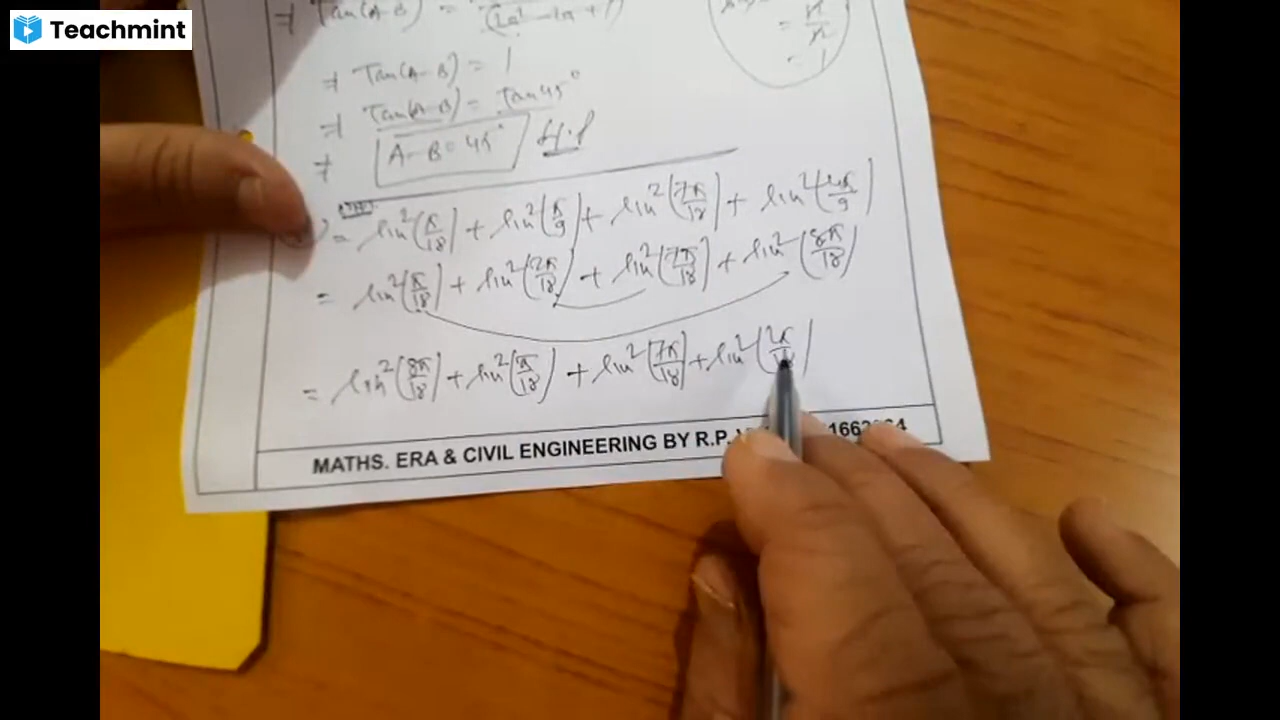 Teachmint
⇒ Tan(A-B) =
⇒ Tan(A-B) = 1
⇒ Tan(A-B) = Tan45°
⇒ A-B = 45° H.P
= sin²(π/18) + sin²(π/9) + sin²(7π/18) + sin²(4π/9)
= sin²(π/18) + sin²(2π/18) + sin²(7π/18) + sin²(8π/18)
= sin²(8π/18) + sin²(π/18) + sin²(7π/18) + sin²(2π/18)
MATHS. ERA & CIVIL ENGINEERING BY R.P.